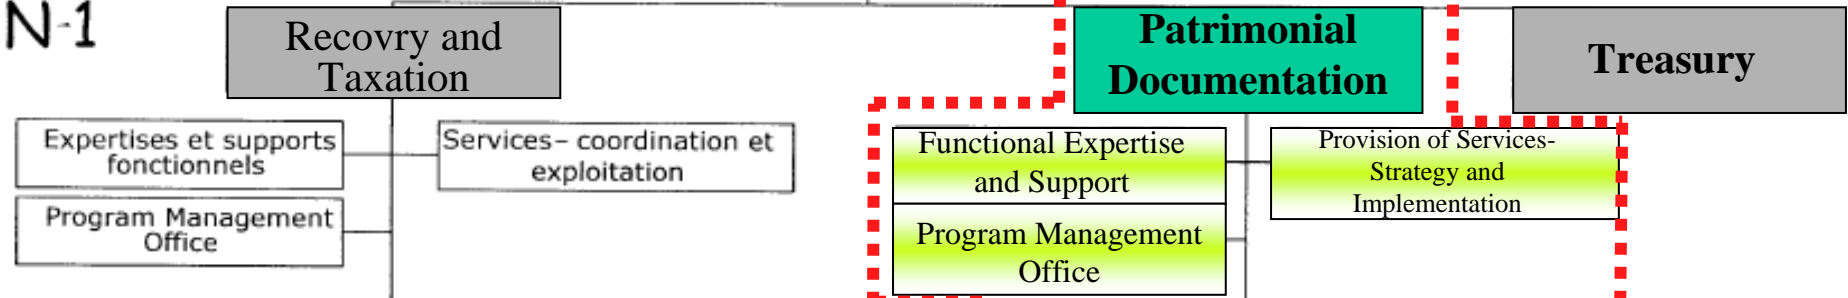 N-1
Recovry and
Taxation
Patrimonial
Documentation
Treasury
Expertises et supports
fonctionnels
Services- coordination et
exploitation
Program Management
Office
Functional Expertise
and Support
Provision of Services-
Strategy and
Implementation
Program Management
Office